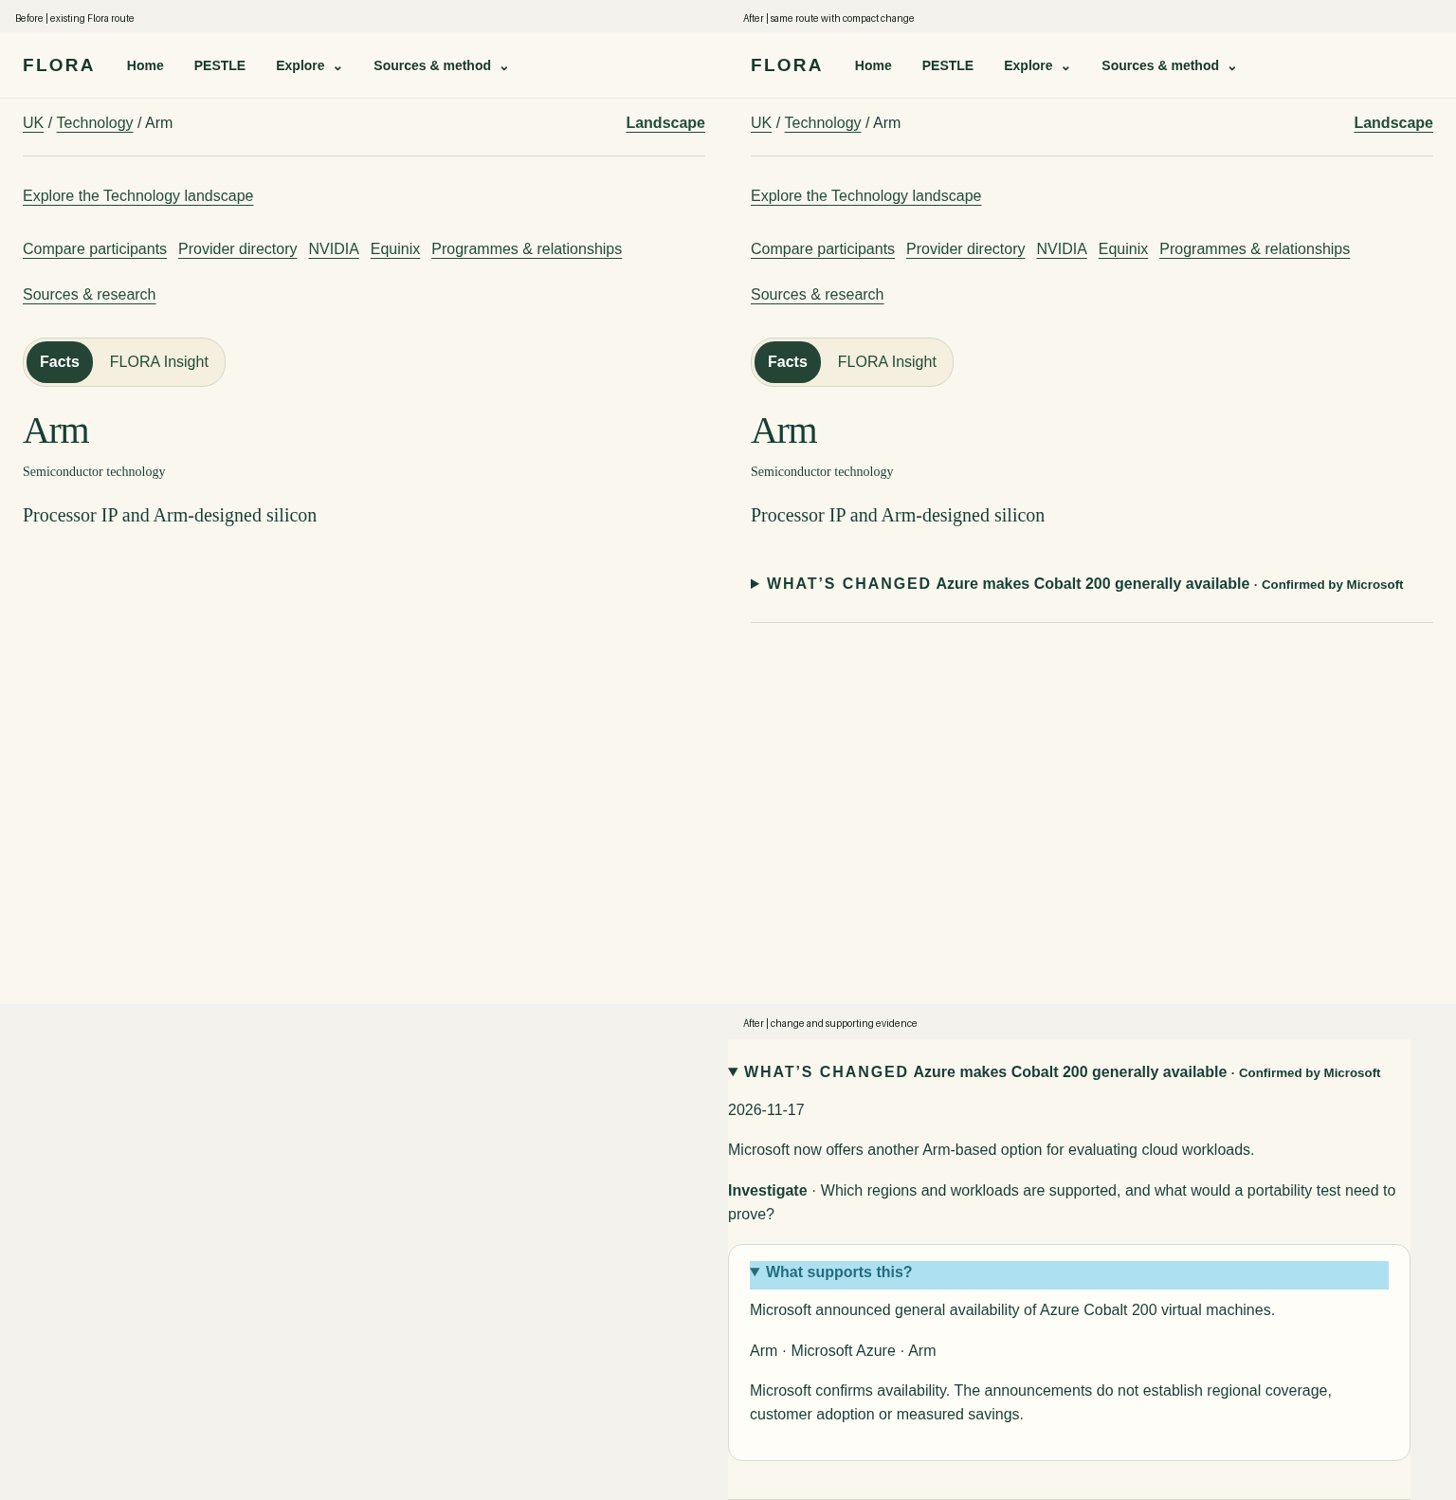 Before | existing Flora route
FLORA Home PESTLE Explore Sources & method
UK / Technology / Arm Landscape
Explore the Technology landscape
Compare participants Provider directory NVIDIA Equinix Programmes & relationships
Sources & research
Facts FLORA Insight
Arm
Semiconductor technology
Processor IP and Arm-designed silicon
After | same route with compact change
FLORA Home PESTLE Explore Sources & method
UK / Technology / Arm Landscape
Explore the Technology landscape
Compare participants Provider directory NVIDIA Equinix Programmes & relationships
Sources & research
Facts FLORA Insight
Arm
Semiconductor technology
Processor IP and Arm-designed silicon
WHAT’S CHANGED Azure makes Cobalt 200 generally available · Confirmed by Microsoft
After | change and supporting evidence
WHAT’S CHANGED Azure makes Cobalt 200 generally available · Confirmed by Microsoft
2026-11-17
Microsoft now offers another Arm-based option for evaluating cloud workloads.
Investigate · Which regions and workloads are supported, and what would a portability test need to
prove?
What supports this?
Microsoft announced general availability of Azure Cobalt 200 virtual machines.
Arm · Microsoft Azure · Arm
Microsoft confirms availability. The announcements do not establish regional coverage,
customer adoption or measured savings.